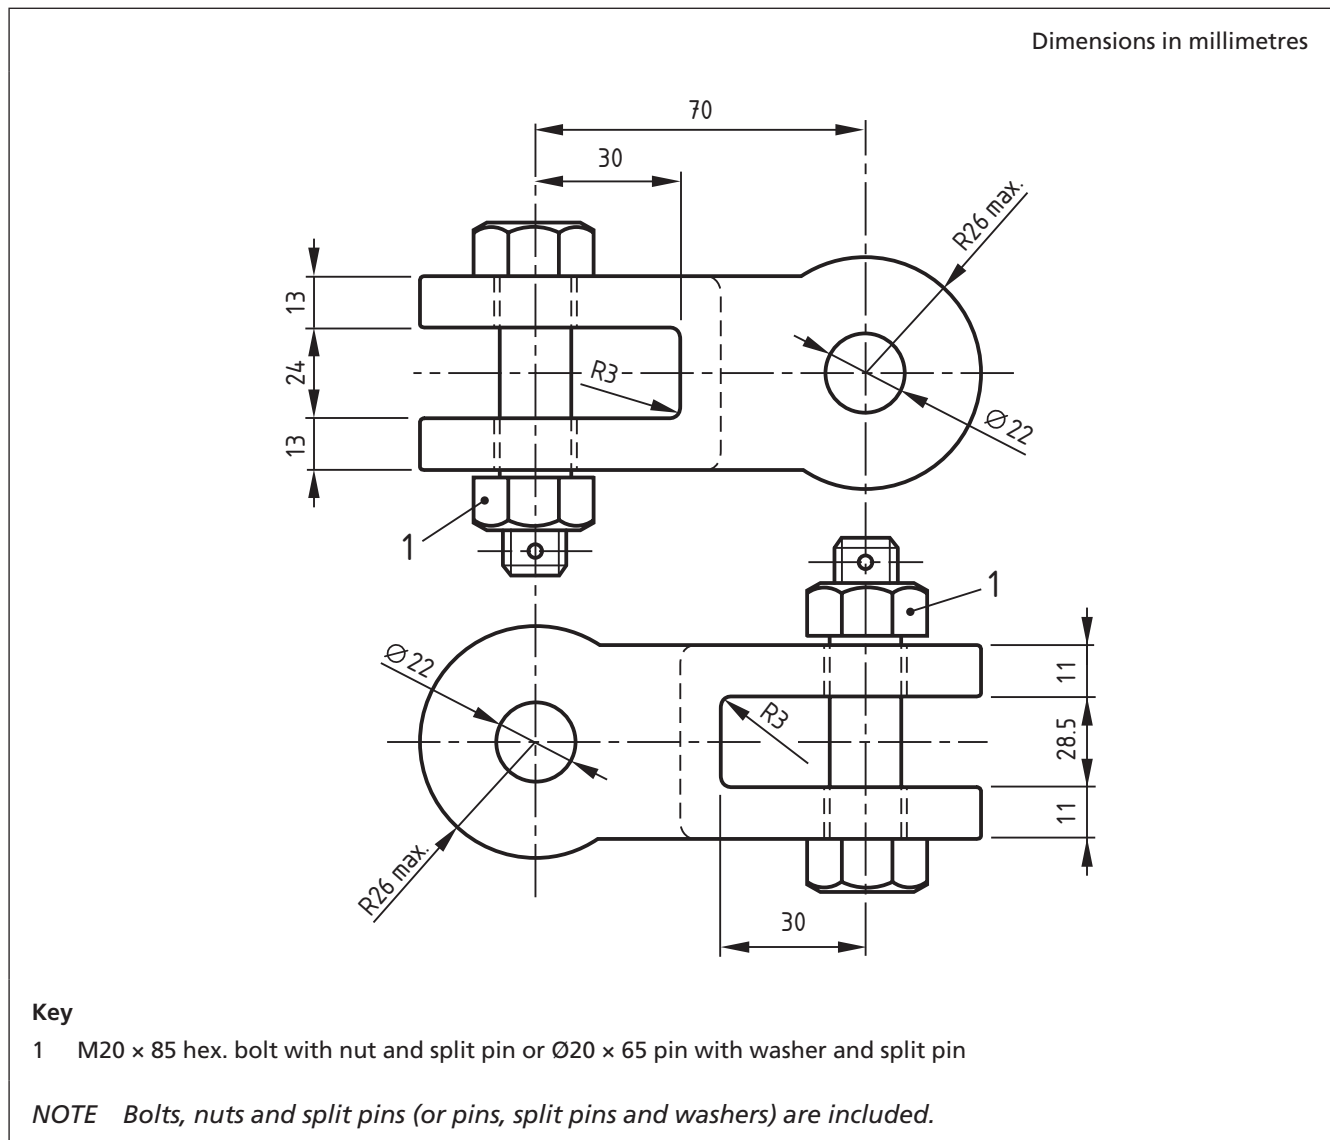 Dimensions in millimetres
70
30
R26 max.
13
24
13
R3
Ø 22
1
1
Ø 22
R3
11
28.5
11
R26 max.
30
Key
1 M20 × 85 hex. bolt with nut and split pin or Ø20 × 65 pin with washer and split pin
NOTE Bolts, nuts and split pins (or pins, split pins and washers) are included.